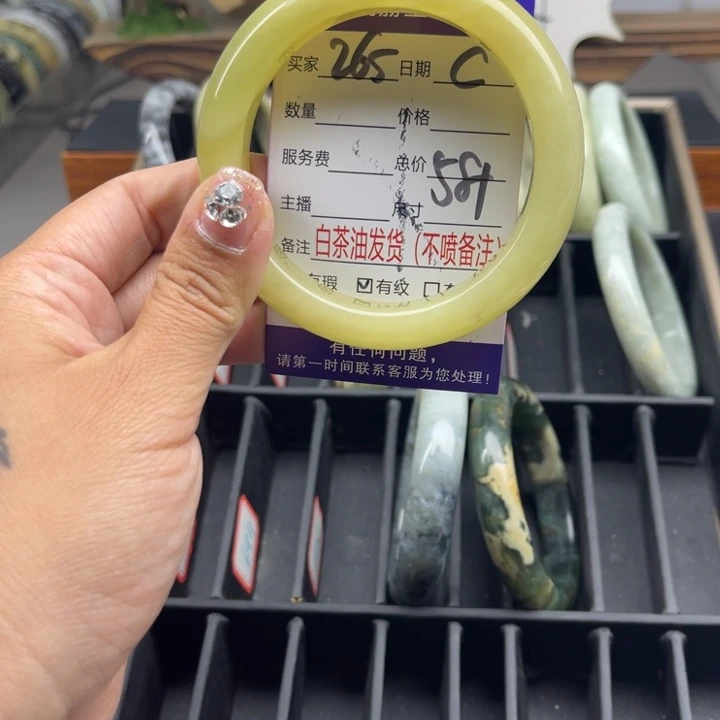 买家 265 日期 C
数量 价格
服务费 总价 581
主播 尺寸
备注 白茶油发货（不喷备注）
有瑕 ☑有纹 □
有任何问题，
请第一时间联系客服为您处理！